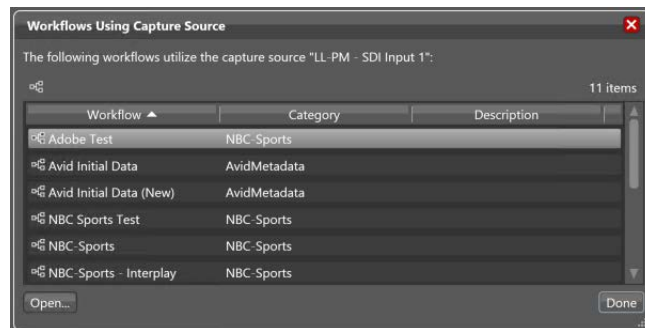 Workflows Using Capture Source
The following workflows utilize the capture source "LL-PM - SDI Input 1":
11 items
Workflow Category Description
Adobe Test NBC-Sports
Avid Initial Data AvidMetadata
Avid Initial Data (New) AvidMetadata
NBC Sports Test NBC-Sports
NBC-Sports NBC-Sports
NBC-Sports - Interplay NBC-Sports
Open... Done